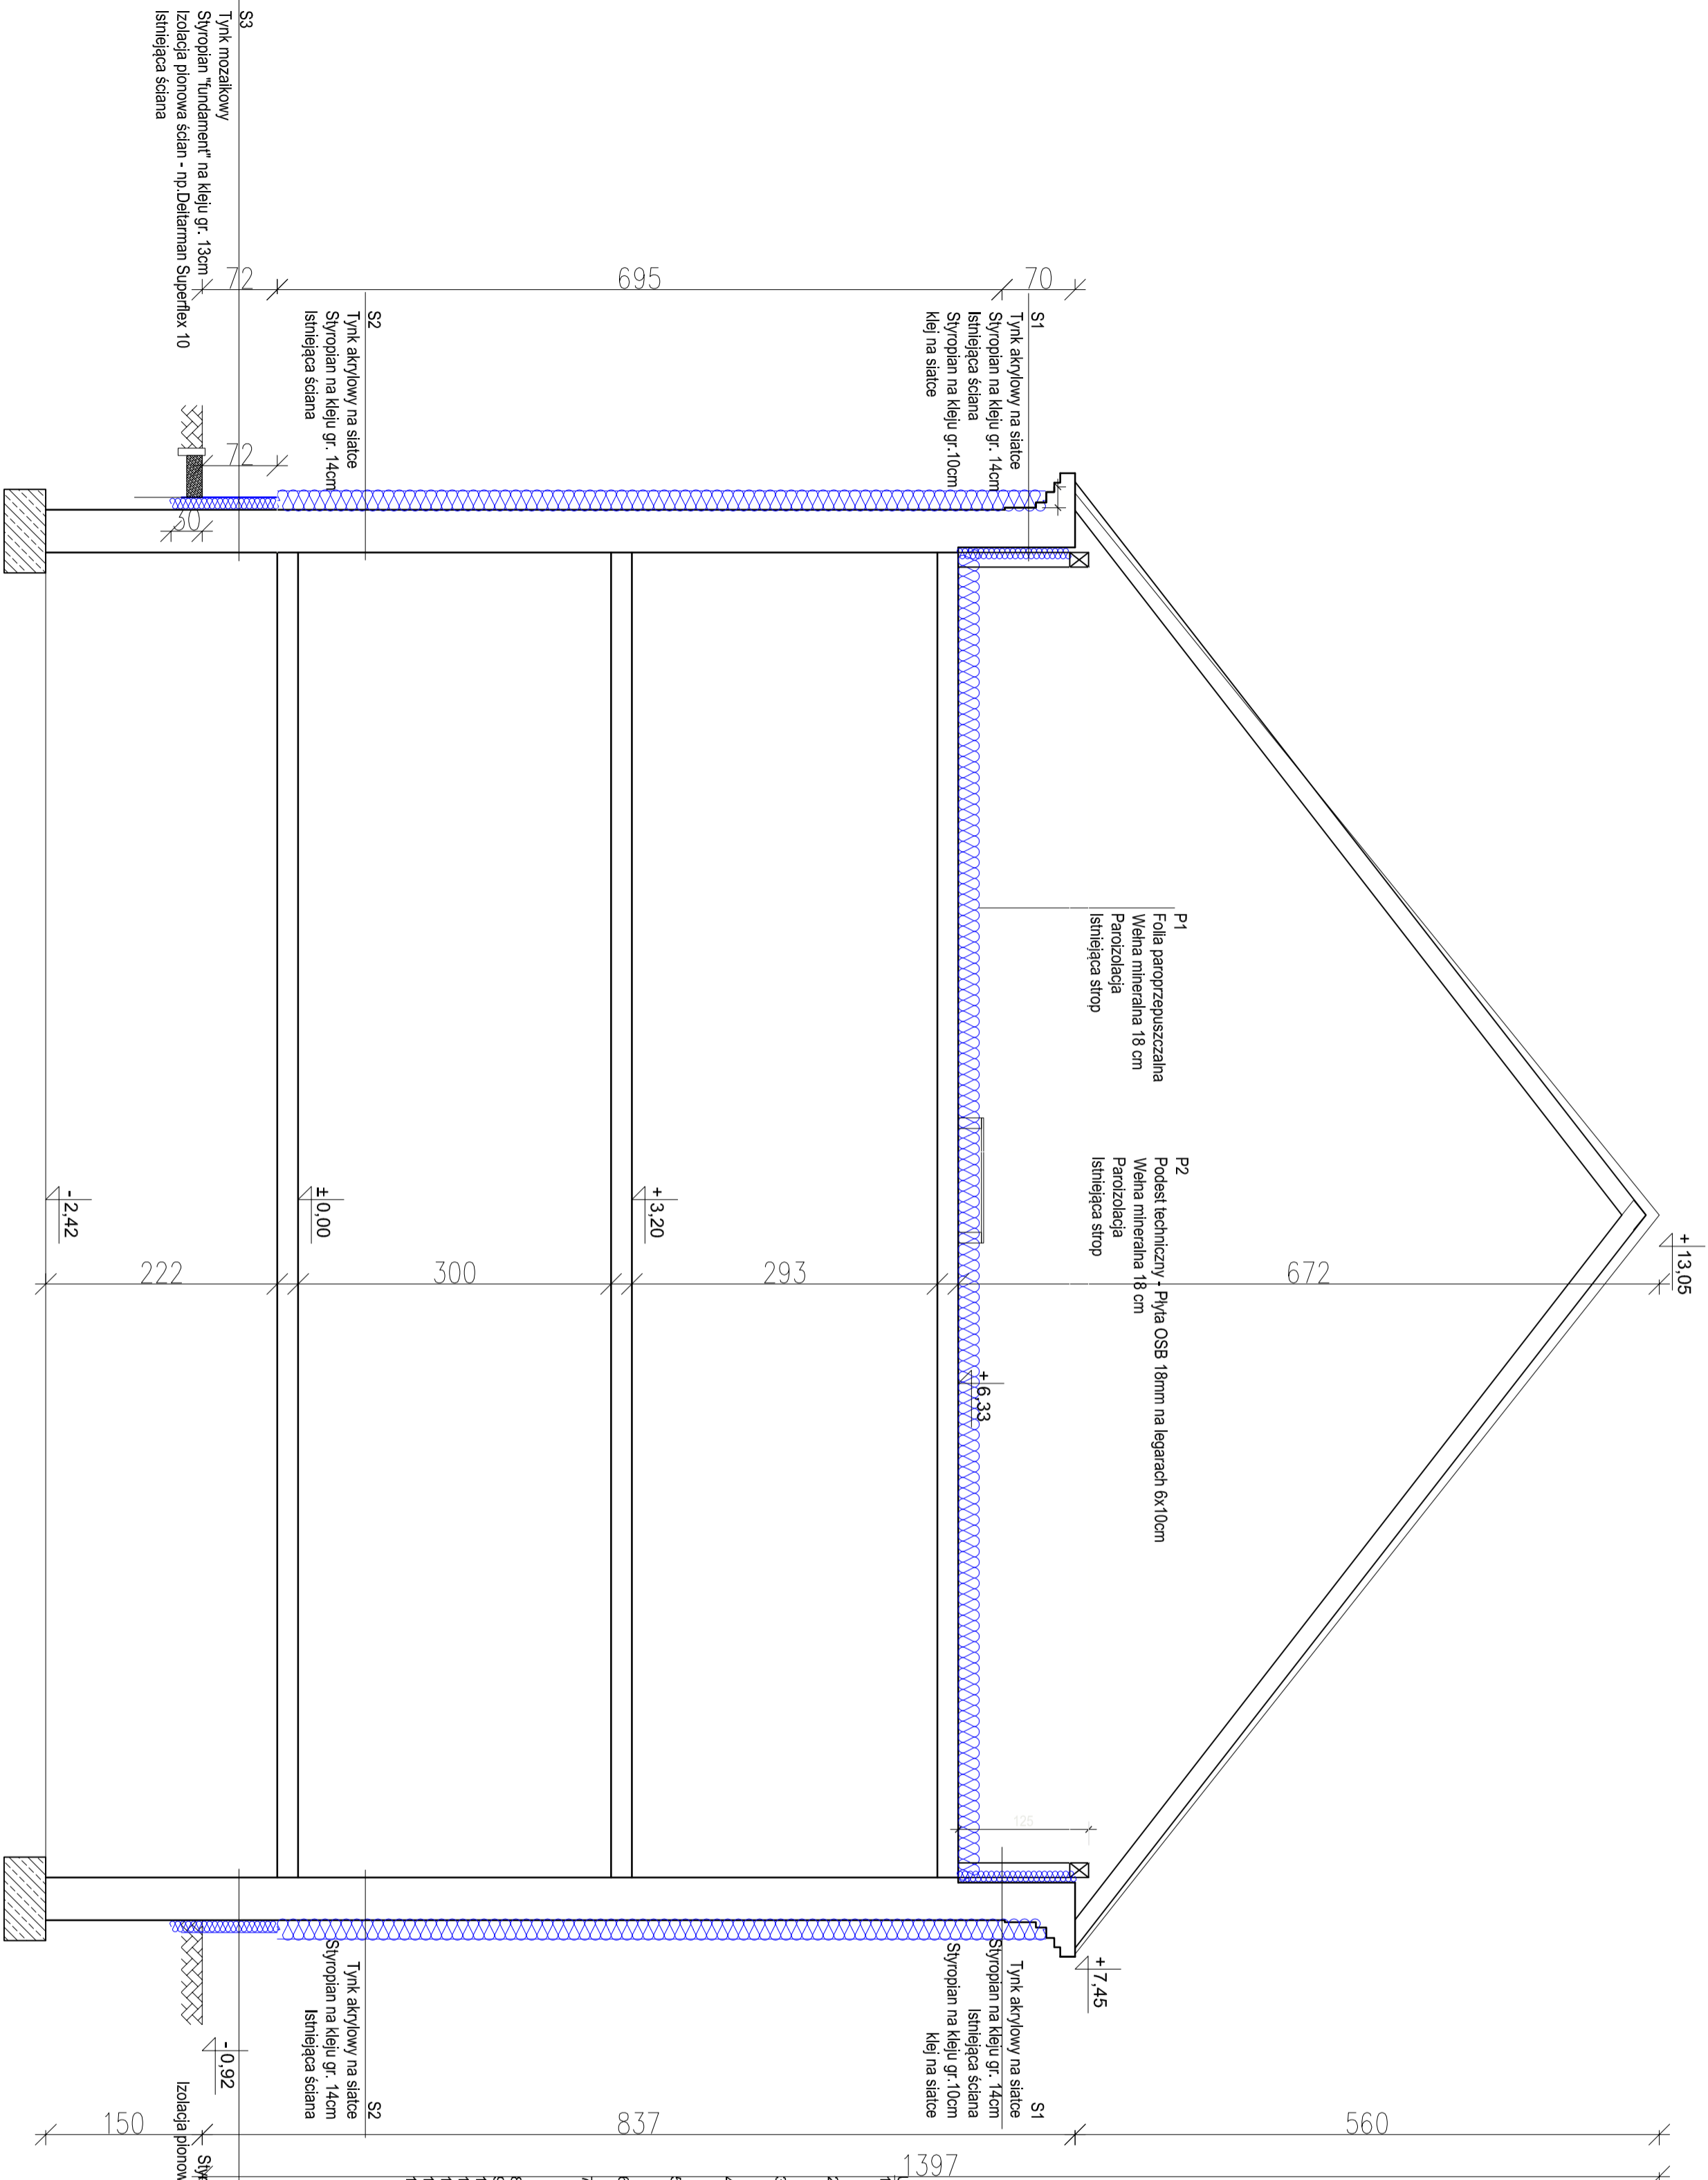 S3
Tynk mozaikowy
Styropian "fundament" na kleju gr. 13cm
Izolacja pionowa ścian - np.Deitarman Superflex 10
Istniejąca ściana
72
695
70
S2
Tynk akrylowy na siatce
Styropian na kleju gr. 14cm
Istniejąca ściana
S1
Tynk akrylowy na siatce
Styropian na kleju gr. 14cm
Istniejąca ściana
Styropian na kleju gr.10cm
klej na siatce
72
30
P1
Folia paroprzepuszczalna
Wełna mineralna 18 cm
Paroizolacja
Istniejąca strop
P2
Podest techniczny - Płyta OSB 18mm na legarach 6x10cm
Wełna mineralna 18 cm
Paroizolacja
Istniejąca strop
- 2,42
± 0,00
+ 3,20
+ 13,05
222
300
293
672
+ 6,33
125
+ 7,45
- 0,92
S1
Tynk akrylowy na siatce
Styropian na kleju gr. 14cm
Istniejąca ściana
Styropian na kleju gr.10cm
klej na siatce
S2
Tynk akrylowy na siatce
Styropian na kleju gr. 14cm
Istniejąca ściana
Izolacja pionow
Sty
150
837
560
1397